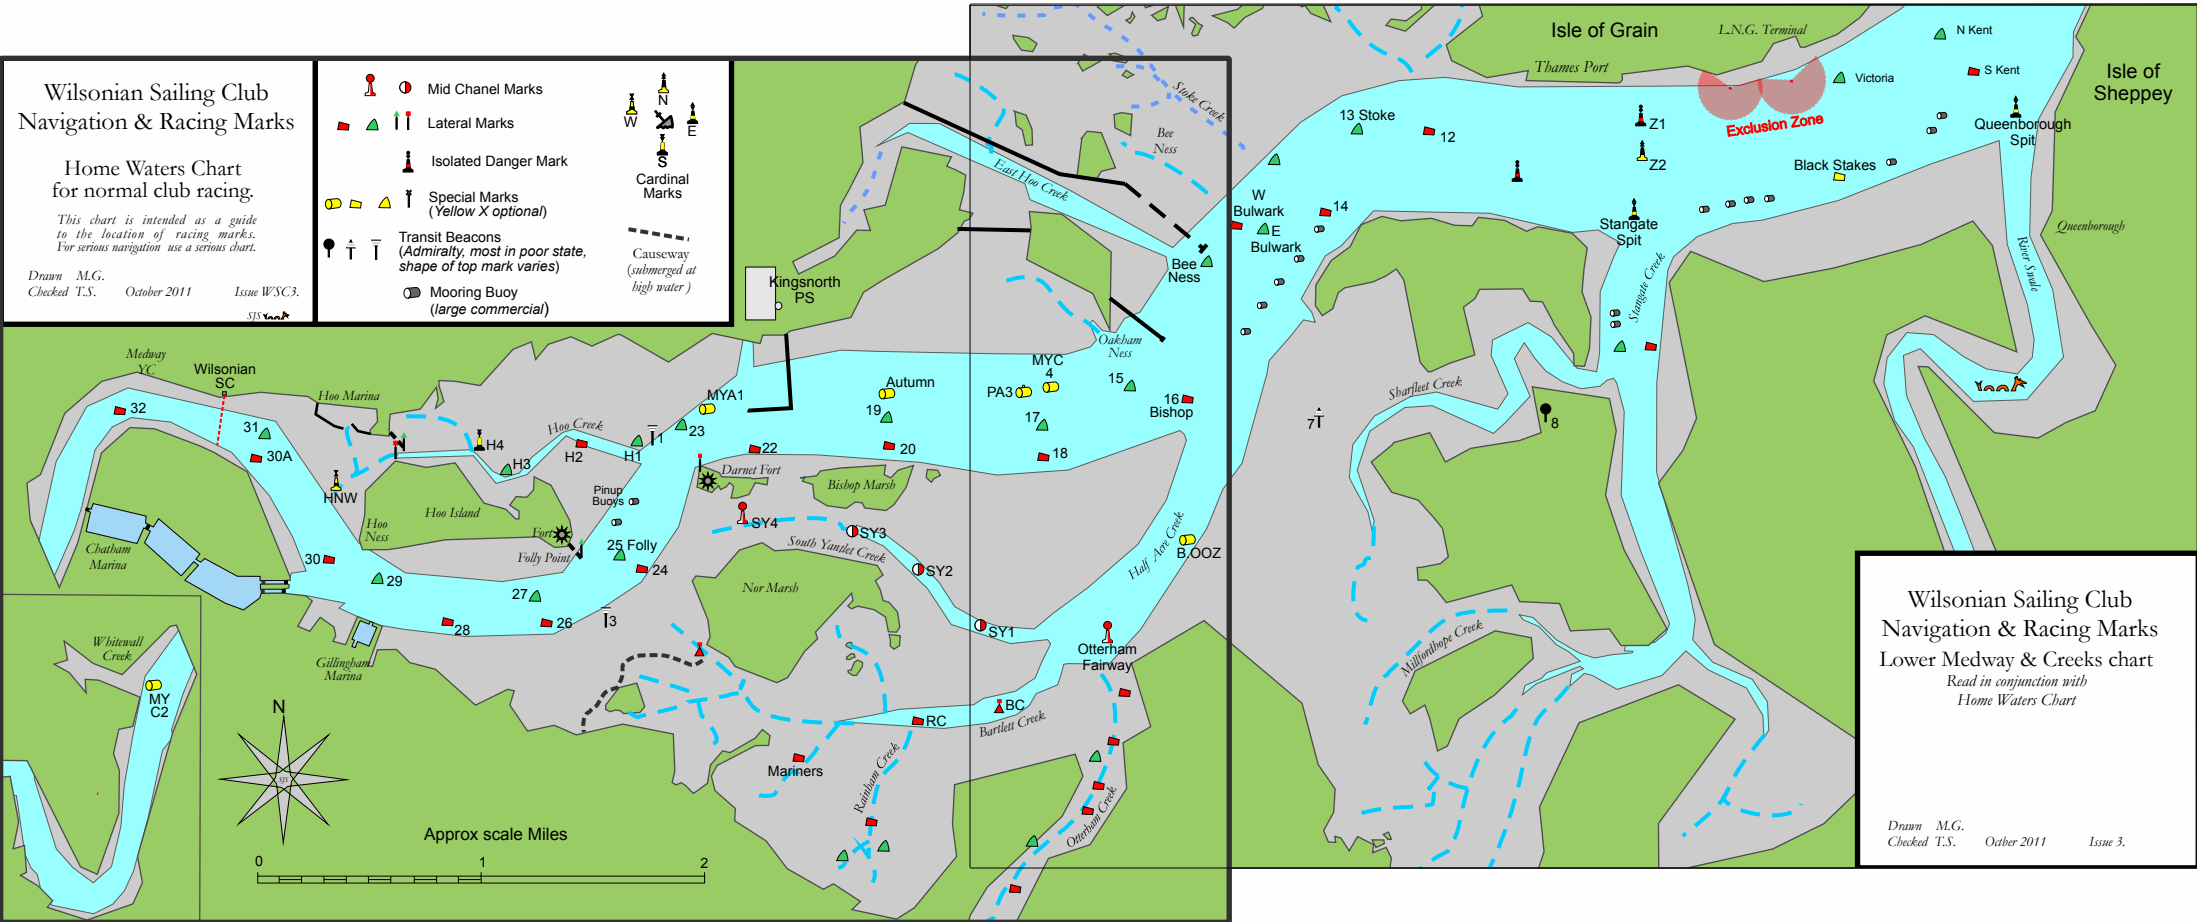 Wilsonian Sailing Club
Navigation & Racing Marks
Home Waters Chart
for normal club racing.
This chart is intended as a guide
to the location of racing marks.
For serious navigation use a serious chart.
Drawn M.G.
Checked T.S. October 2011 Issue WSC3.
SJS
Mid Chanel Marks
Lateral Marks
Isolated Danger Mark
Special Marks
(Yellow X optional)
Transit Beacons
(Admiralty, most in poor state,
shape of top mark varies)
Mooring Buoy
(large commercial)
N
W
E
S
Cardinal
Marks
Causeway
(submerged at
high water )
Isle of Grain
L.N.G. Terminal
Thames Port
N Kent
S Kent
Victoria
Isle of
Sheppey
Exclusion Zone
Queenborough
Spit
Z1
Z2
Black Stakes
Stangate
Spit
Queenborough
River Swale
Stangate Creek
13 Stoke
12
14
Stoke Creek
Bee
Ness
East Hoo Creek
W
Bulwark
E
Bulwark
Bee
Ness
Kingsnorth
PS
Oakham
Ness
MYC
4
PA3
15
16
Bishop
17
18
Autumn
19
20
MYA1
22
23
Medway
YC
Wilsonian
SC
Hoo Marina
32
31
30A
HNW
H4
H3
Hoo Creek
H2
H1
1
Pinup
Buoys
Darnet Fort
Bishop Marsh
Hoo Island
Hoo
Ness
Fort
Folly Point
25 Folly
24
SY4
SY3
South Yantlet Creek
SY2
SY1
Nor Marsh
Half Acre Creek
B.OOZ
Sharfleet Creek
7
8
Chatham
Marina
30
29
28
27
26
3
Gillingham
Marina
Whitewall
Creek
MY
C2
N
SJS
Approx scale Miles
0
1
2
Otterham
Fairway
BC
Bartlett Creek
RC
Mariners
Rainham Creek
Otterham Creek
Millfordhope Creek
Wilsonian Sailing Club
Navigation & Racing Marks
Lower Medway & Creeks chart
Read in conjunction with
Home Waters Chart
Drawn M.G.
Checked T.S. Octber 2011 Issue 3.